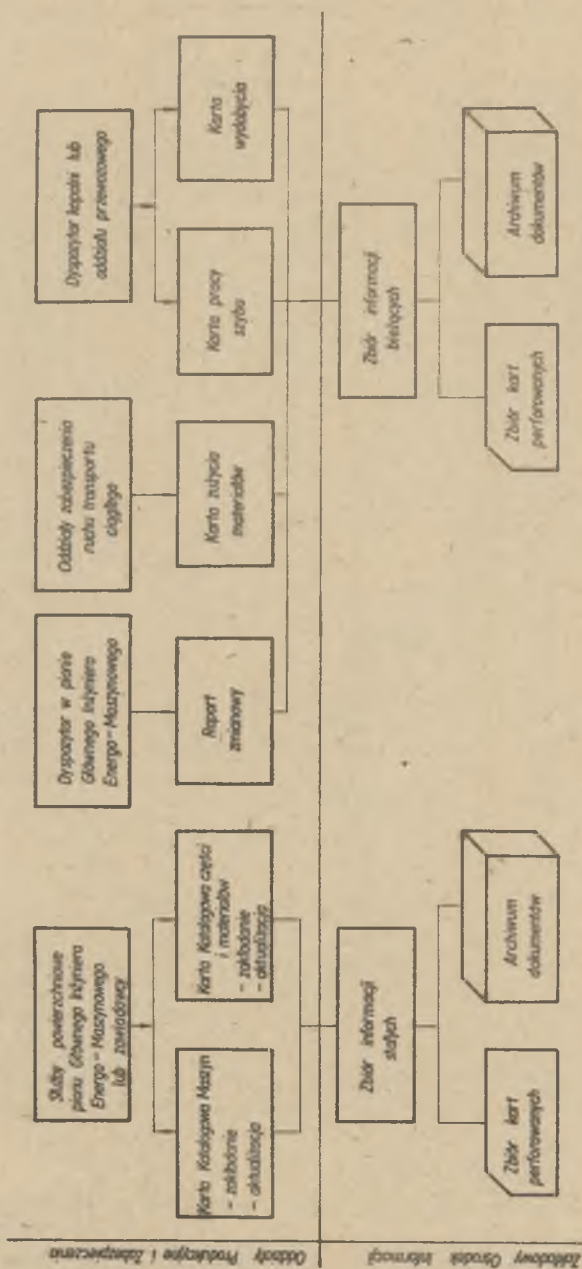 Oddziały Produkcyjne i Zabezpieczenia
Służby powierzchniowe
pionu Głównego Inżyniera
Energo-Maszynowego
lub zawiadowcy
Dyspozytor w pionie
Głównego Inżyniera
Energo-Maszynowego
Oddziały zabezpieczenia
ruchu transportu
ciągłego
Dyspozytor kopalni lub
oddziału przewozowego
Karta Katalogowa Maszyn
- zakładanie
- aktualizacja
Karta Katalogowa części
i materiałów
- zakładanie
- aktualizacja
Raport
zmianowy
Karta zużycia
materiałów
Karta pracy
szybu
Karta
wydobycia
Zakładowy Ośrodek Informacji
Zbiór informacji
stałych
Zbiór informacji
bieżących
Zbiór kart
perforowanych
Archiwum
dokumentów
Zbiór kart
perforowanych
Archiwum
dokumentów